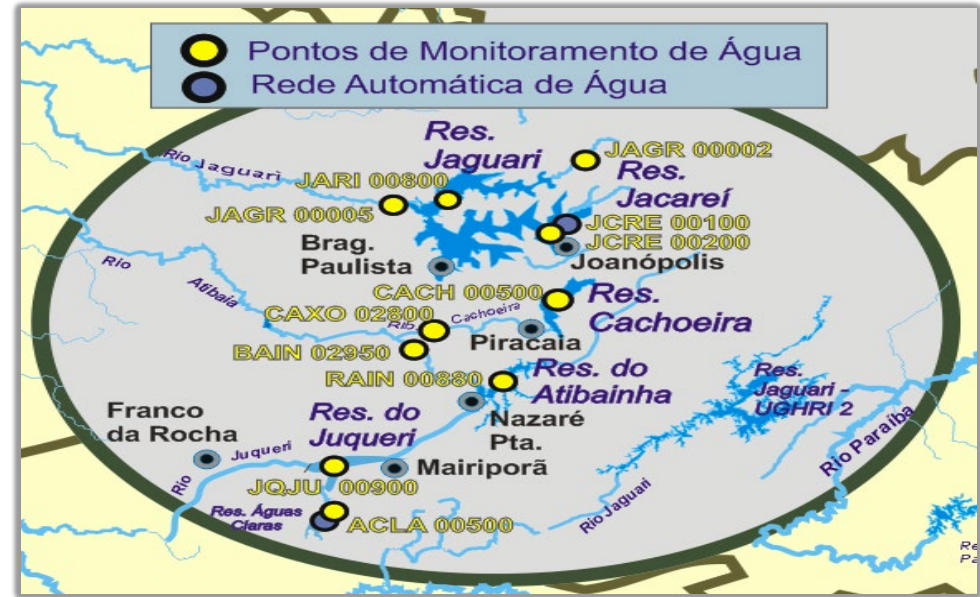 Pontos de Monitoramento de Água
Rede Automática de Água
Res.
Jaguari
JAGR 00002
Rio Jaguari
Res.
Jacareí
JARI 00800
JAGR 00005
JCRE 00100
JCRE 00200
Brag.
Paulista
Joanópolis
Rio
Atibaia
CACH 00500
Res.
Cachoeira
CAXO 02800
Rib. Cachoeira
Piracaia
BAIN 02950
RAIN 00880
Res. do
Atibainha
Res.
Jaguari -
UGHRI 2
Franco
da Rocha
Res. do
Juqueri
Nazaré
Pta.
Rio Paraíba
Juqueri
Rio
Mairiporã
JQJU 00900
Res. Águas
Claras
ACLA 00500
Rio Jaguari
Re
Pa